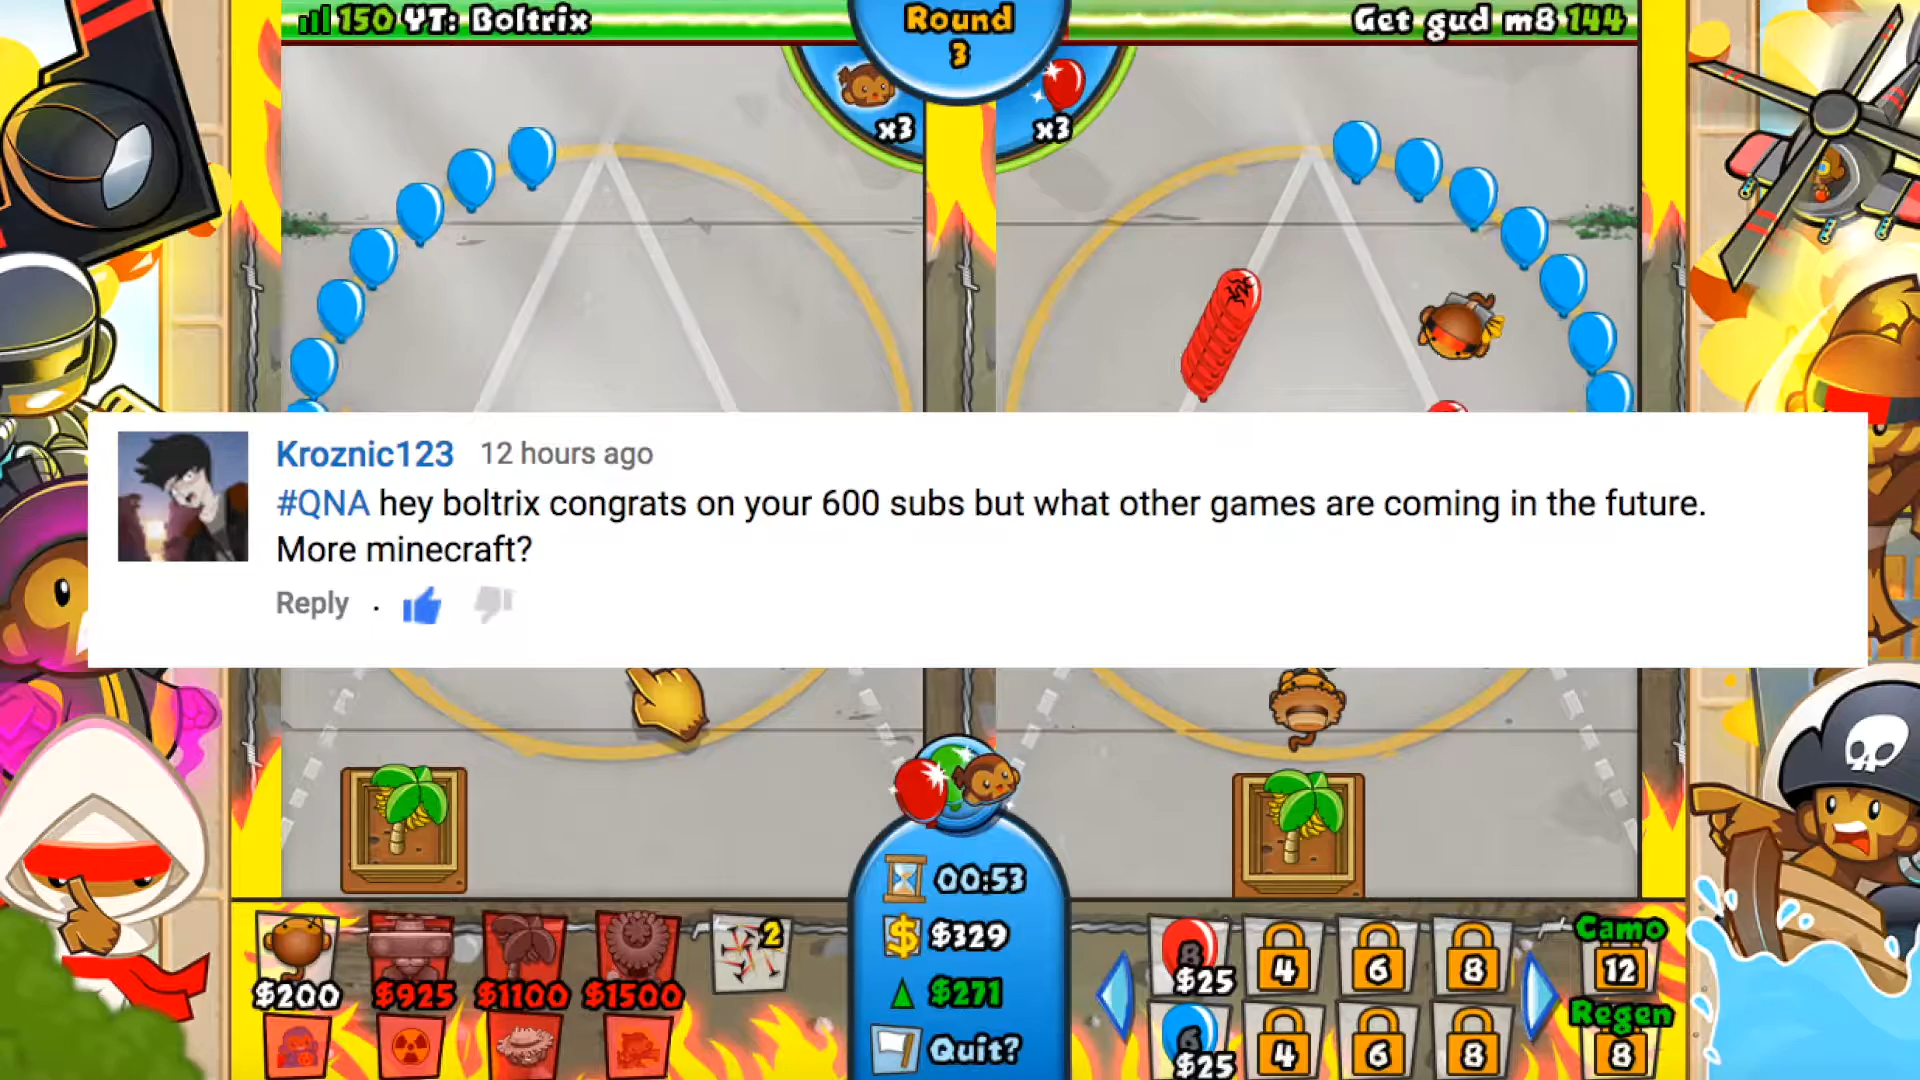 150 YT: Boltrix
Round
3
Get gud m8 144
x3
x3
Kroznic123 12 hours ago
#QNA hey boltrix congrats on your 600 subs but what other games are coming in the future.
More minecraft?
Reply .
00:53
$329
$271
Quit?
$200
$925
$1100
$1500
2
8
$25
4
6
8
Camo
12
6
$25
4
6
8
Regen
8